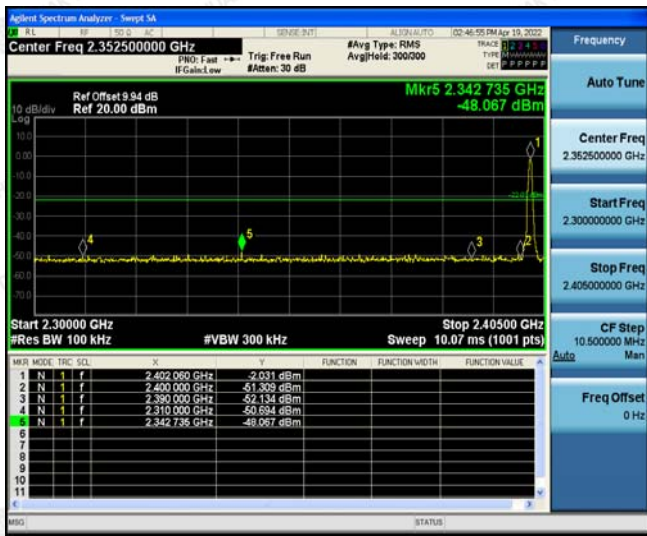 Agilent Spectrum Analyzer - Swept SA
RL RF 50 Ω AC SENSE:INT ALIGNAUTO 02:46:55 PM Apr 19, 2022
Center Freq 2.352500000 GHz
PNO: Fast
IFGain:Low
Trig: Free Run
#Atten: 30 dB
#Avg Type: RMS
Avg|Hold: 300/300
TRACE 1 2 3 4 5 6
TYPE
DET P P P P P P
Ref Offset 9.94 dB
Ref 20.00 dBm
Mkr5 2.342 735 GHz
-48.067 dBm
10 dB/div
Log
10.0
0.00
-10.0
-20.0
-30.0
-40.0
-50.0
-60.0
-70.0
1
4
5
3
2
Start 2.30000 GHz
Stop 2.40500 GHz
#Res BW 100 kHz
#VBW 300 kHz
Sweep 10.07 ms (1001 pts)
MKR MODE TRC SCL X Y FUNCTION FUNCTION WIDTH FUNCTION VALUE
1 N 1 f 2.402 060 GHz -2.031 dBm
2 N 1 f 2.400 000 GHz -51.309 dBm
3 N 1 f 2.390 000 GHz -52.134 dBm
4 N 1 f 2.310 000 GHz -50.694 dBm
5 N 1 f 2.342 735 GHz -48.067 dBm
6
7
8
9
10
11
MSG
STATUS
Frequency
Auto Tune
Center Freq
2.352500000 GHz
Start Freq
2.300000000 GHz
Stop Freq
2.405000000 GHz
CF Step
10.500000 MHz
Auto Man
Freq Offset
0 Hz